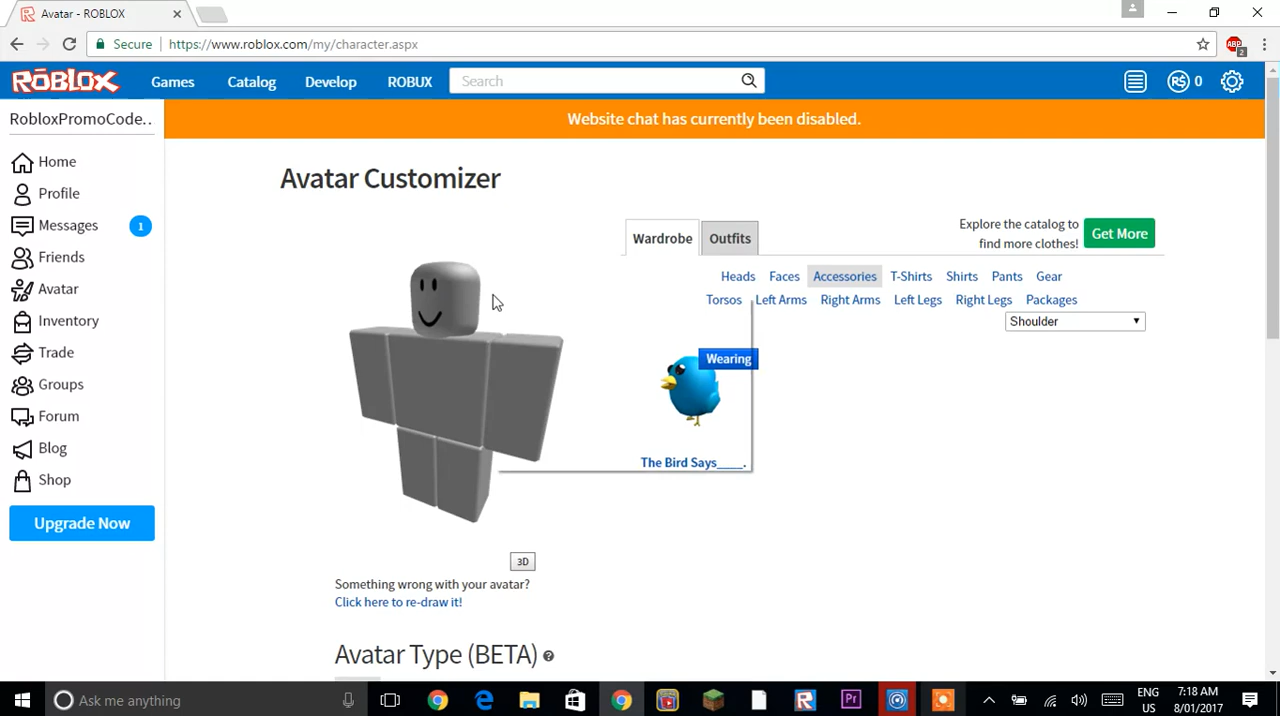 Avatar - ROBLOX
Secure https://www.roblox.com/my/character.aspx
ABP
2
RŌBLOX Games Catalog Develop ROBUX Search R$ 0
RobloxPromoCode..
Website chat has currently been disabled.
Home
Profile
Messages 1
Friends
Avatar
Inventory
Trade
Groups
Forum
Blog
Shop
Upgrade Now
Avatar Customizer
Wardrobe Outfits
Explore the catalog to
find more clothes!
Get More
Heads Faces Accessories T-Shirts Shirts Pants Gear
Torsos Left Arms Right Arms Left Legs Right Legs Packages
Shoulder
Wearing
The Bird Says____.
3D
Something wrong with your avatar?
Click here to re-draw it!
Avatar Type (BETA) ?
Ask me anything
Pr
ENG
US
7:18 AM
8/01/2017